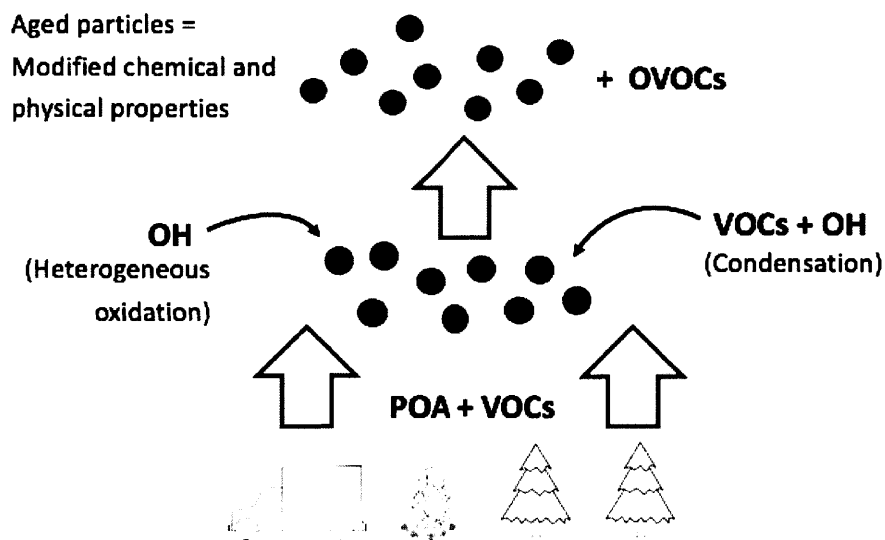 Aged particles =
Modified chemical and
physical properties
+ OVOCs
OH
(Heterogeneous
oxidation)
VOCs + OH
(Condensation)
POA + VOCs